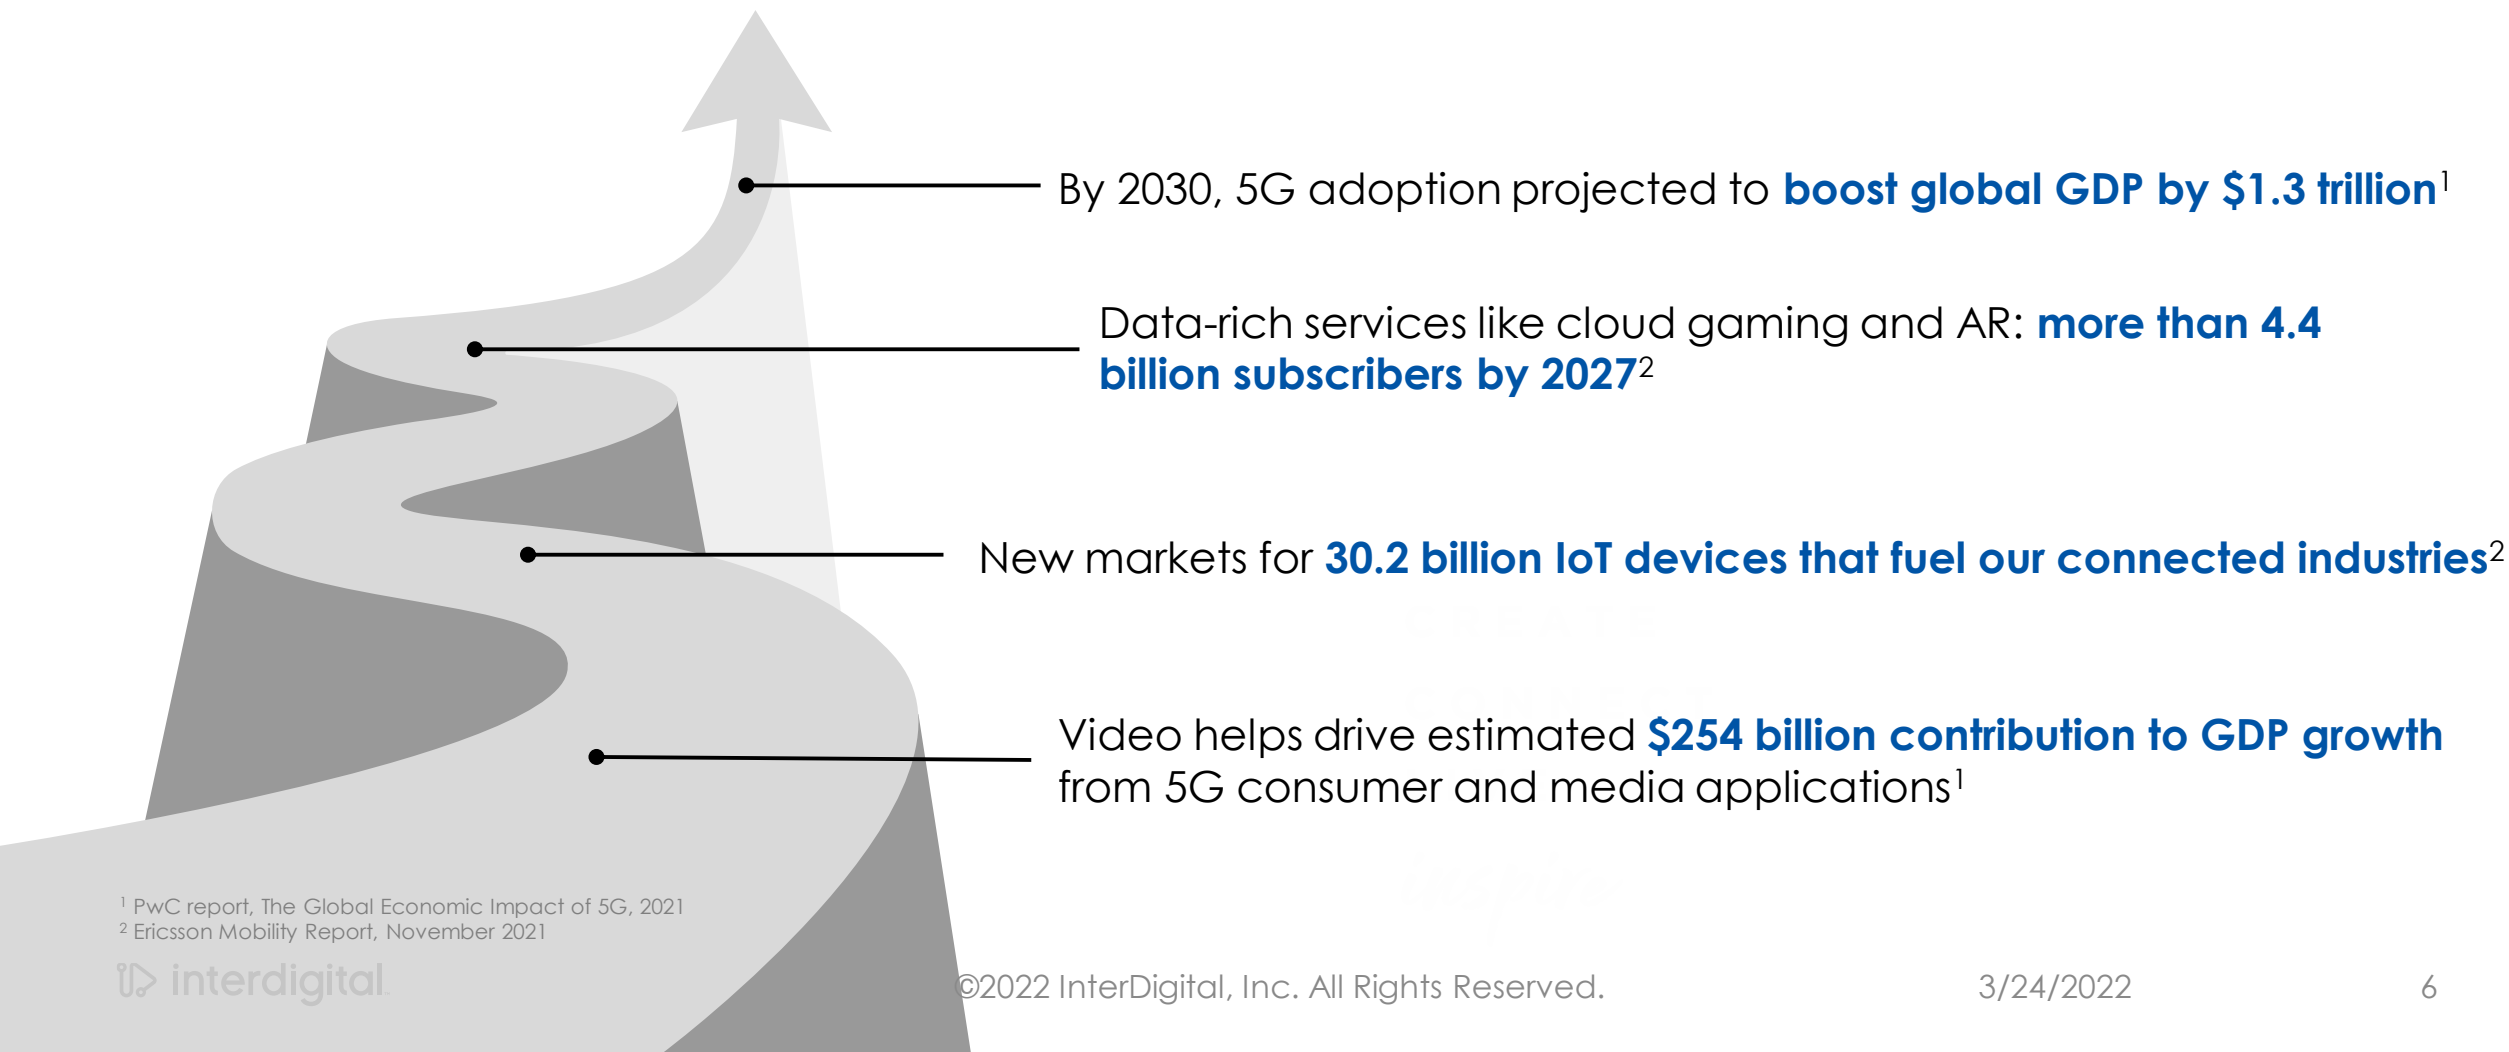 By 2030, 5G adoption projected to boost global GDP by $1.3 trillion¹
Data-rich services like cloud gaming and AR: more than 4.4
billion subscribers by 2027²
New markets for 30.2 billion IoT devices that fuel our connected industries²
Video helps drive estimated $254 billion contribution to GDP growth
from 5G consumer and media applications¹
¹ PwC report, The Global Economic Impact of 5G, 2021
² Ericsson Mobility Report, November 2021
interdigital
©2022 InterDigital, Inc. All Rights Reserved.
3/24/2022
6